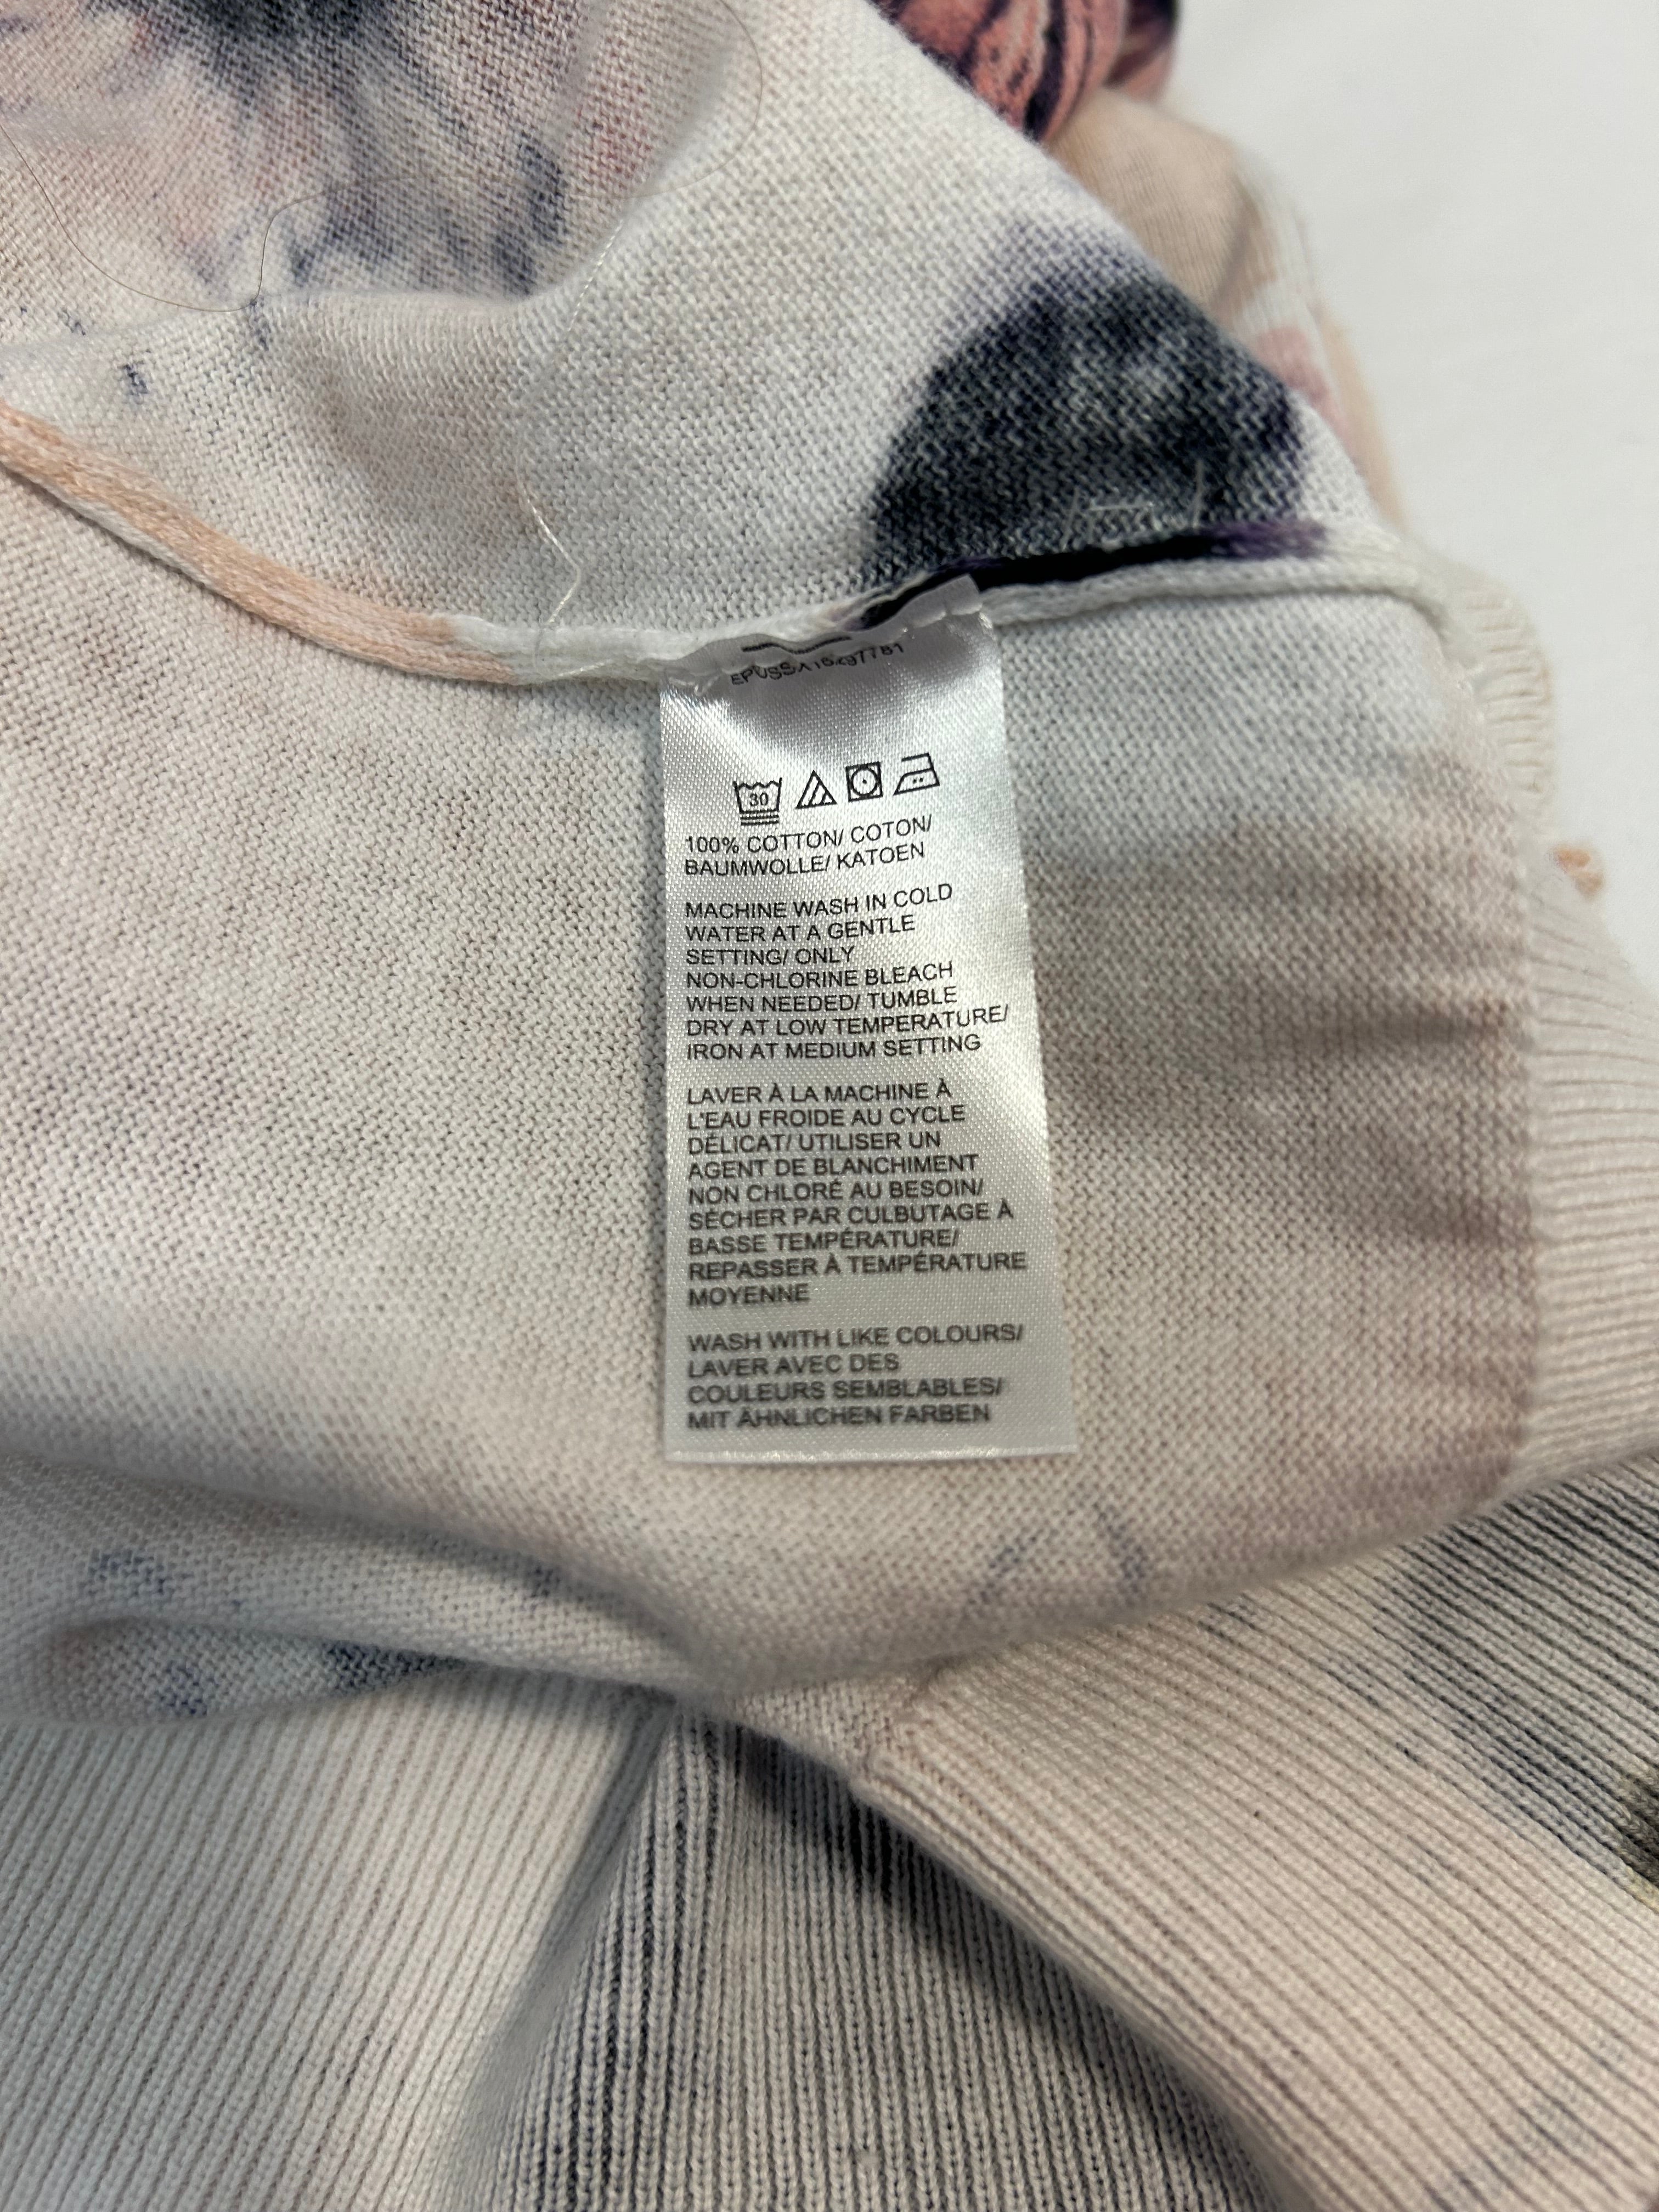 30
100% COTTON/ COTON/
BAUMWOLLE/ KATOEN
MACHINE WASH IN COLD
WATER AT A GENTLE
SETTING/ ONLY
NON-CHLORINE BLEACH
WHEN NEEDED/ TUMBLE
DRY AT LOW TEMPERATURE/
IRON AT MEDIUM SETTING
LAVER À LA MACHINE À
L'EAU FROIDE AU CYCLE
DÉLICAT/ UTILISER UN
AGENT DE BLANCHIMENT
NON CHLORÉ AU BESOIN/
SÉCHER PAR CULBUTAGE À
BASSE TEMPÉRATURE/
REPASSER À TEMPÉRATURE
MOYENNE
WASH WITH LIKE COLOURS/
LAVER AVEC DES
COULEURS SEMBLABLES/
MIT ÄHNLICHEN FARBEN